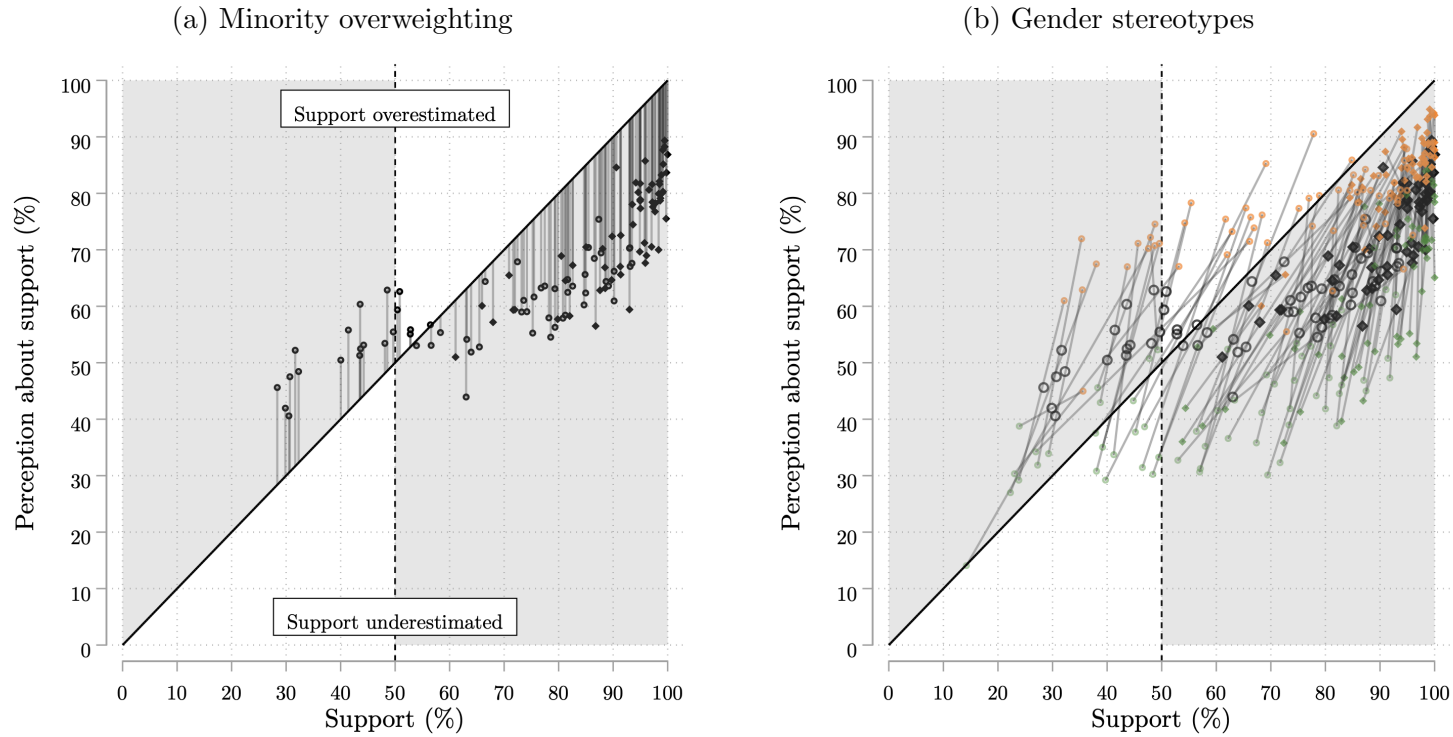 (a) Minority overweighting
Perception about support (%)
100
90
80
70
60
50
40
30
20
10
0
Support overestimated
Support underestimated
0 10 20 30 40 50 60 70 80 90 100
Support (%)
(b) Gender stereotypes
Perception about support (%)
100
90
80
70
60
50
40
30
20
10
0
0 10 20 30 40 50 60 70 80 90 100
Support (%)